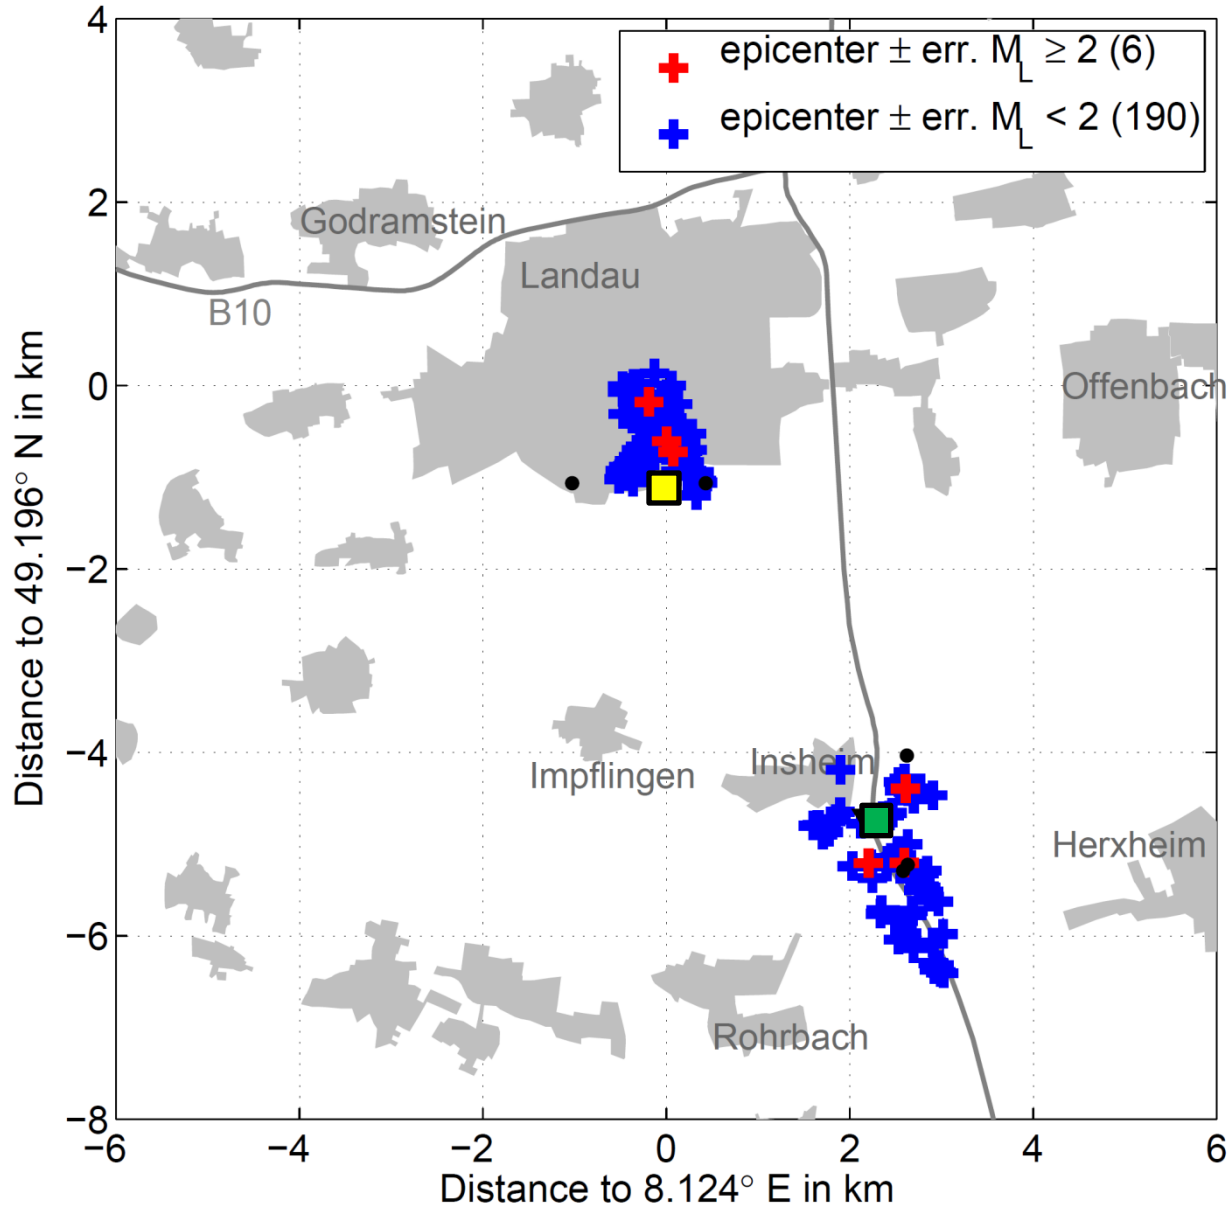 4
epicenter ± err. M_L ≥ 2 (6)
epicenter ± err. M_L < 2 (190)
2
Godramstein
Landau
B10
0
Offenbach
−2
−4
Insheim
Impflingen
Herxheim
−6
Rohrbach
−8
−6 −4 −2 0 2 4 6
Distance to 8.124° E in km
Distance to 49.196° N in km